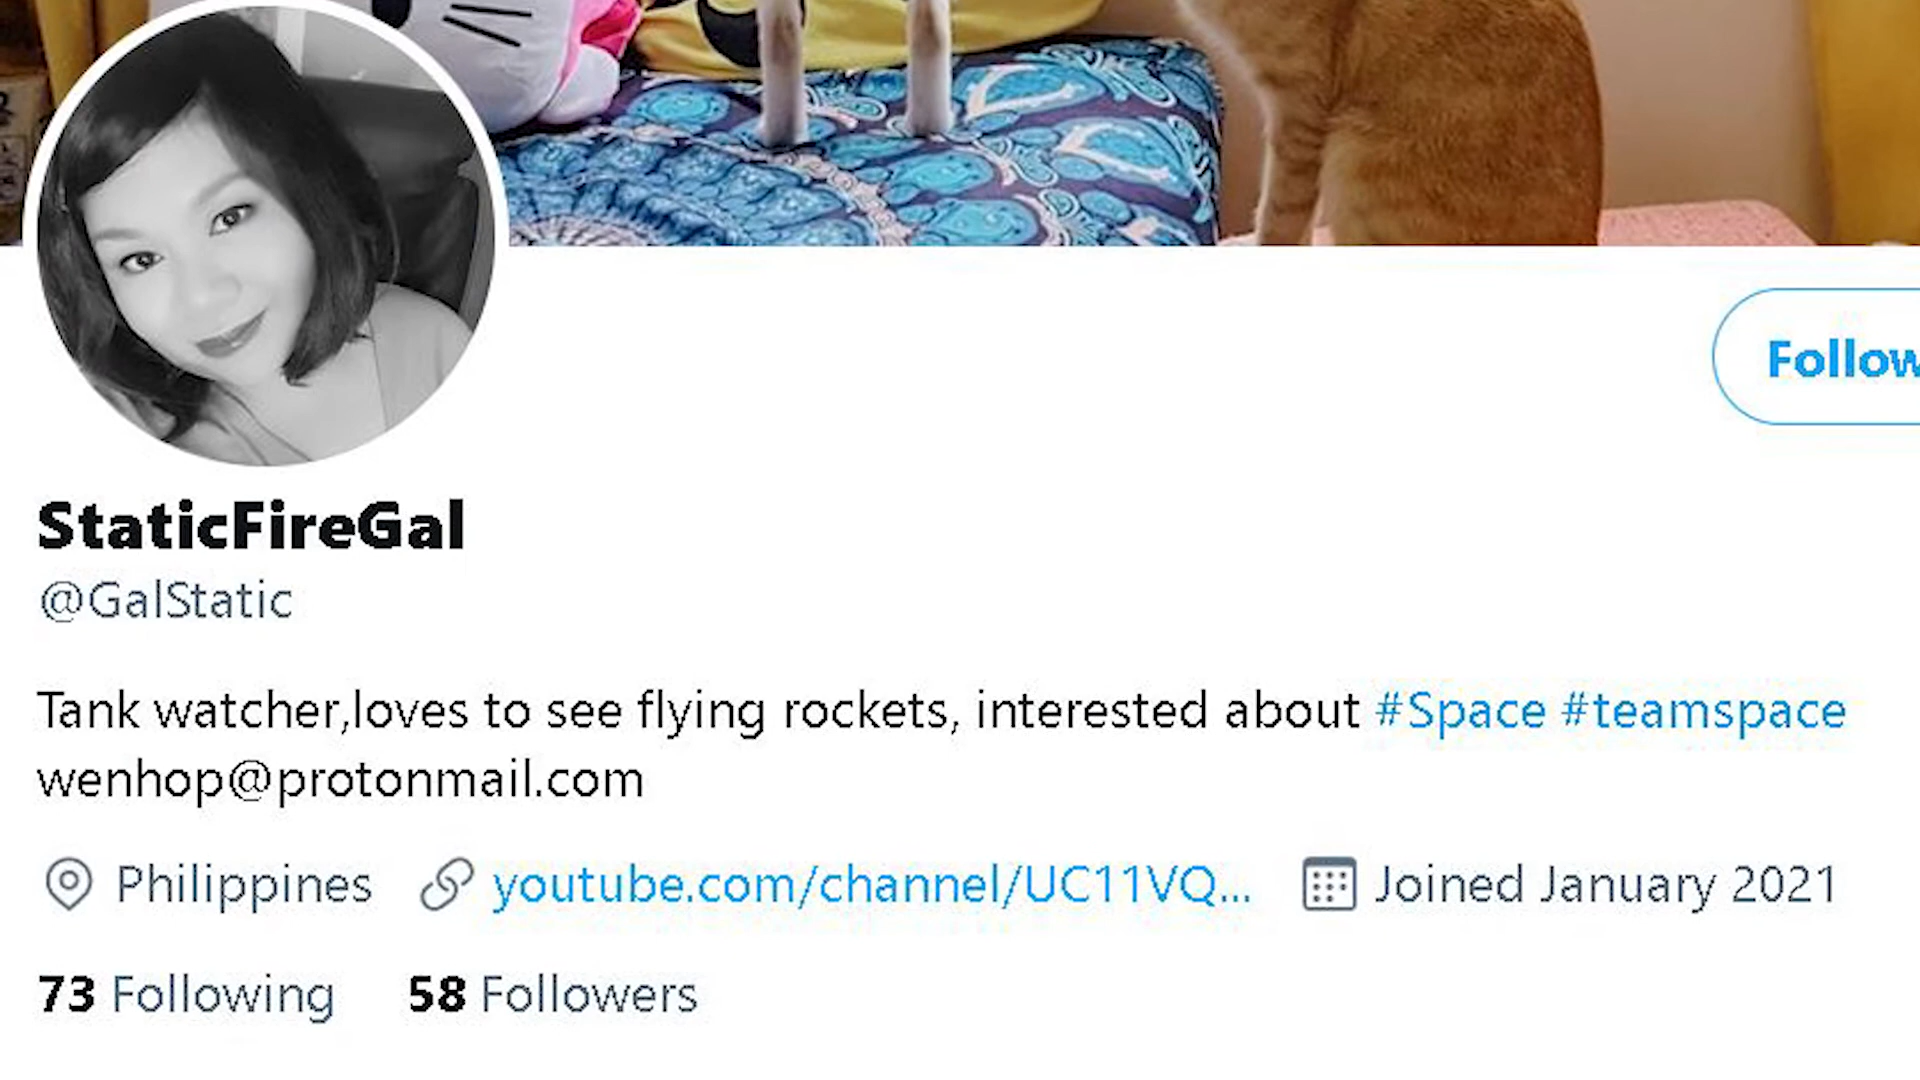 Follow
StaticFireGal
@GalStatic
Tank watcher,loves to see flying rockets, interested about #Space #teamspace
wenhop@protonmail.com
Philippines youtube.com/channel/UC11VQ... Joined January 2021
73 Following 58 Followers